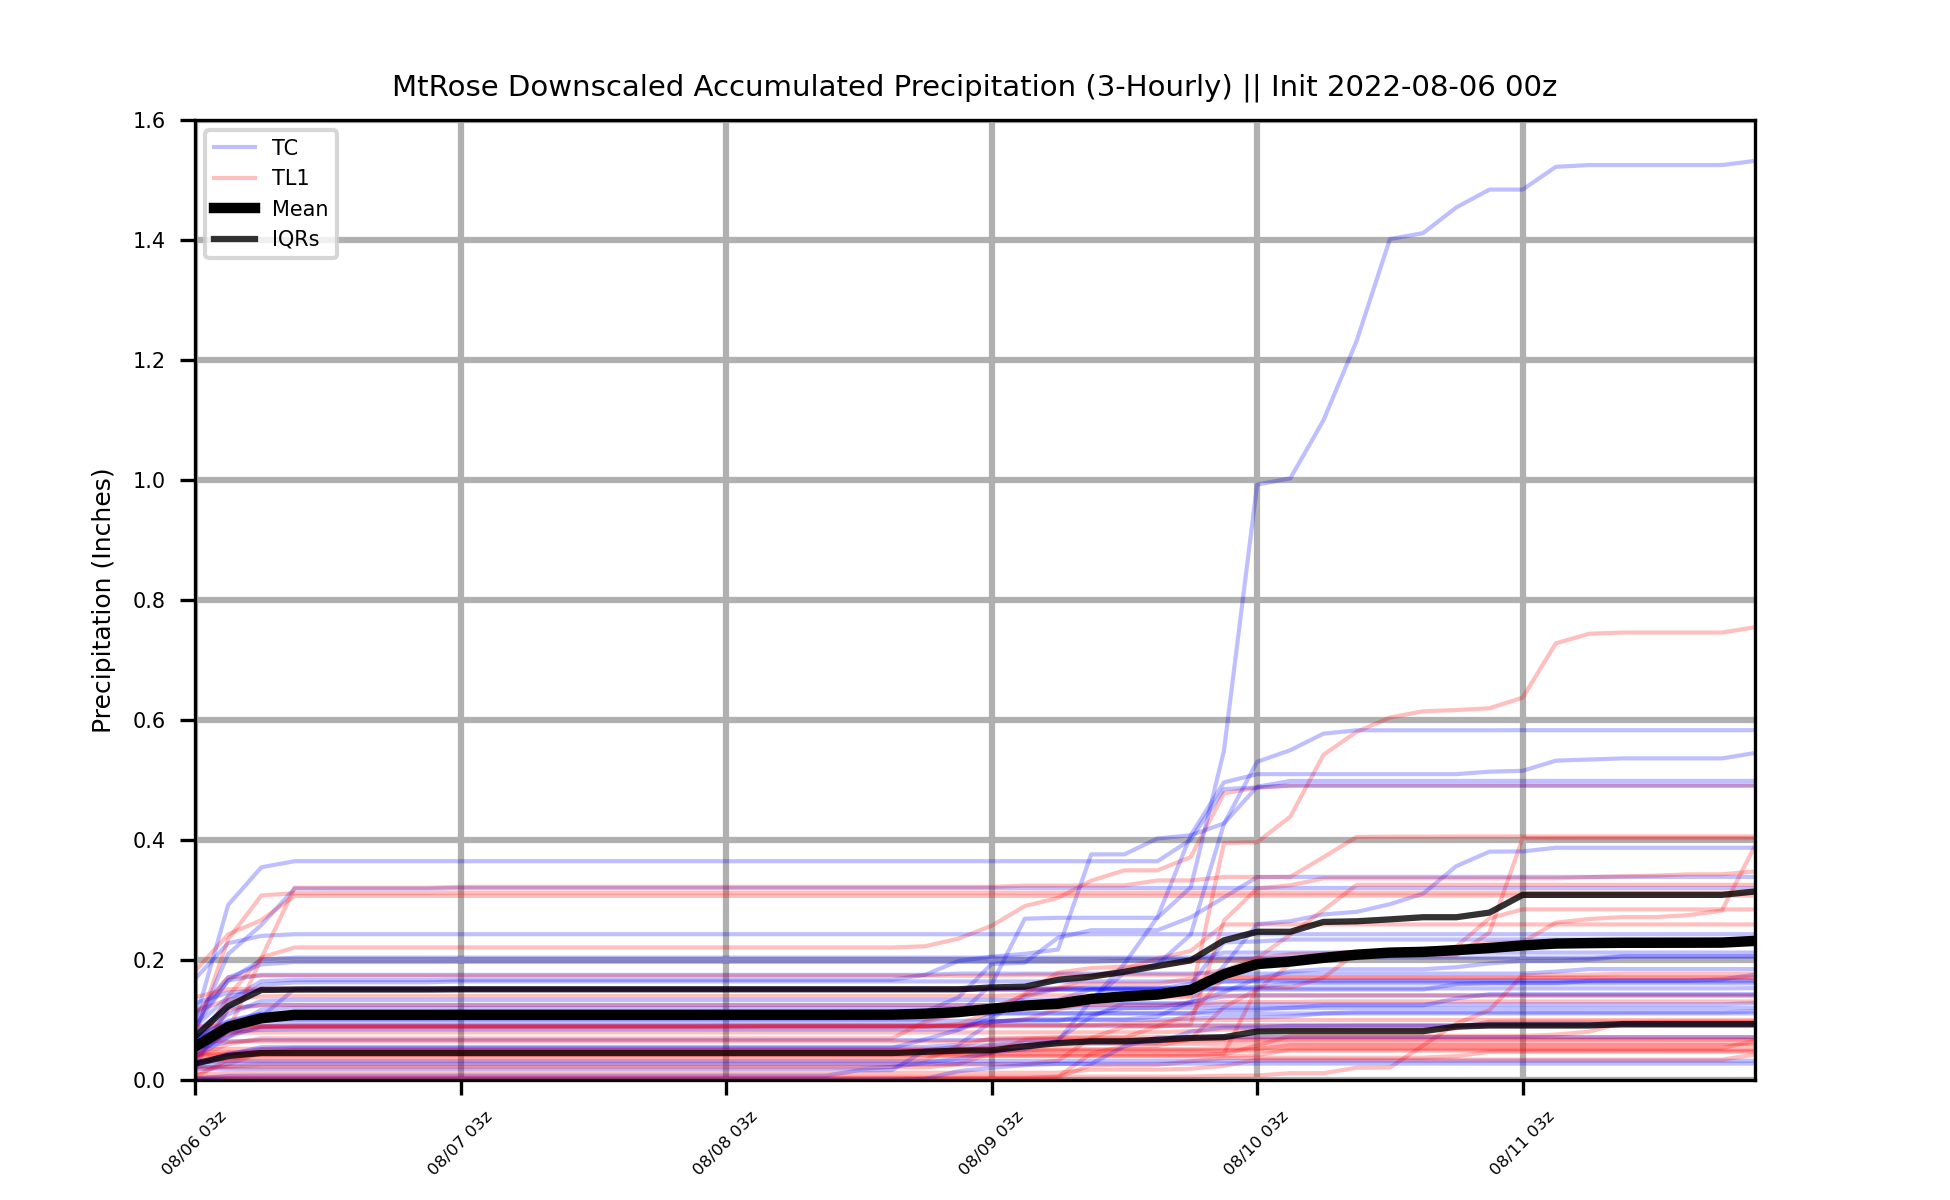 MtRose Downscaled Accumulated Precipitation (3-Hourly) || Init 2022-08-06 00z
1.6
1.4
1.2
1.0
0.8
0.6
0.4
0.2
0.0
Precipitation (Inches)
TC
TL1
Mean
IQRs
08/06 03z
08/07 03z
08/08 03z
08/09 03z
08/10 03z
08/11 03z